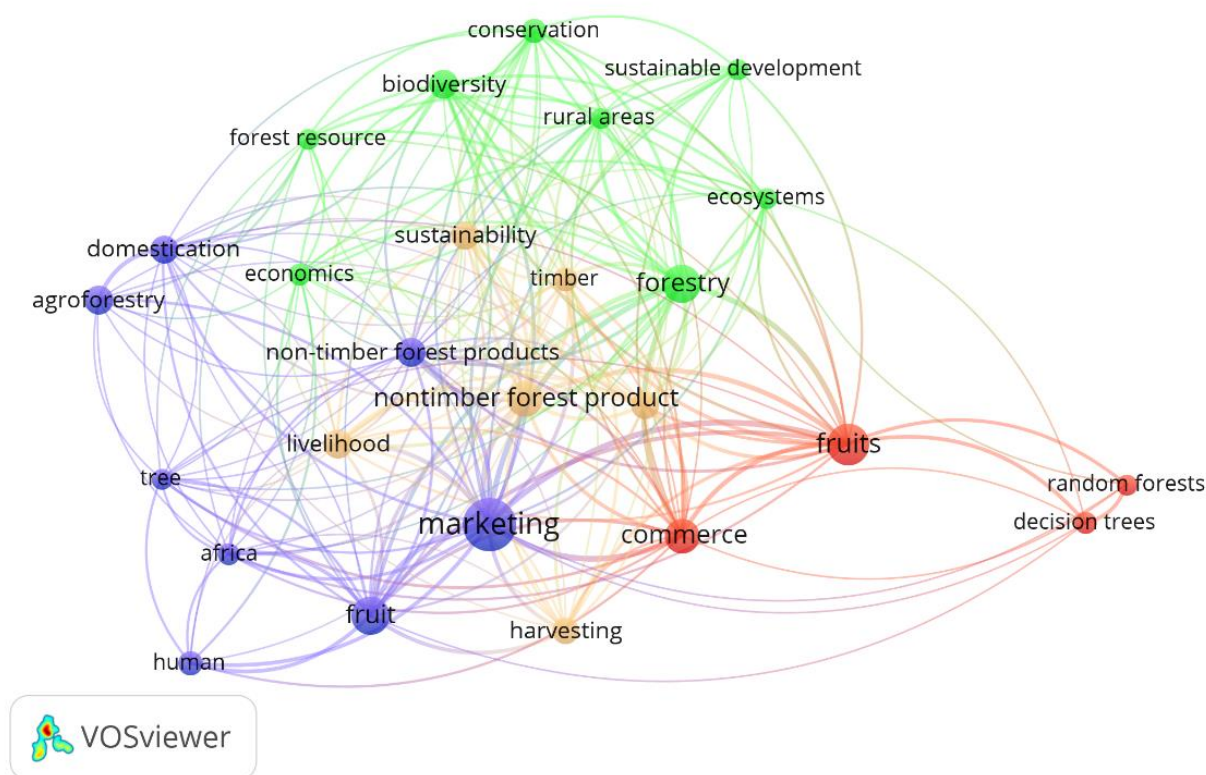 conservation
sustainable development
biodiversity
rural areas
forest resource
ecosystems
sustainability
domestication
economics
timber
forestry
agroforestry
non-timber forest products
nontimber forest product
livelihood
fruits
tree
random forests
marketing
decision trees
commerce
africa
fruit
harvesting
human
VOSviewer